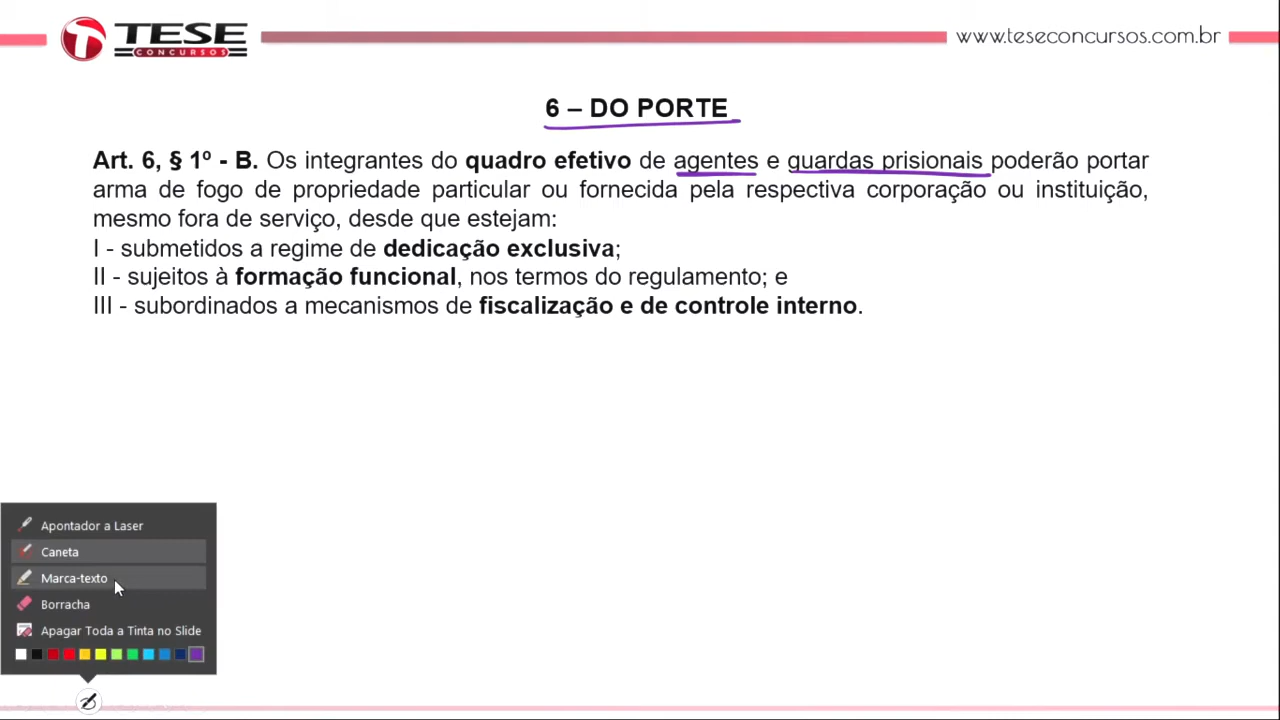 TESE
CONCURSOS
www.teseconcursos.com.br
6 – DO PORTE
Art. 6, § 1º - B. Os integrantes do quadro efetivo de agentes e guardas prisionais poderão portar
arma de fogo de propriedade particular ou fornecida pela respectiva corporação ou instituição,
mesmo fora de serviço, desde que estejam:
I - submetidos a regime de dedicação exclusiva;
II - sujeitos à formação funcional, nos termos do regulamento; e
III - subordinados a mecanismos de fiscalização e de controle interno.
Apontador a Laser
Caneta
Marca-texto
Borracha
Apagar Toda a Tinta no Slide